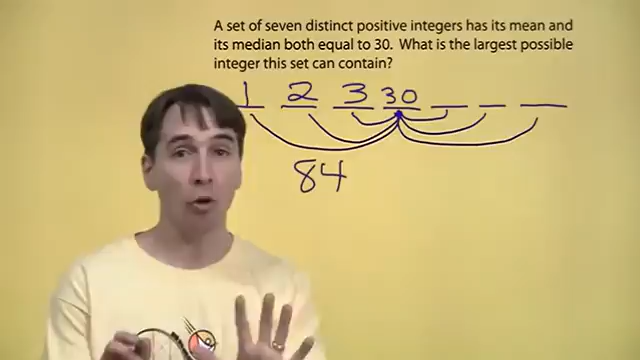 A set of seven distinct positive integers has its mean and
its median both equal to 30. What is the largest possible
integer this set can contain?
1 2 3 30
84